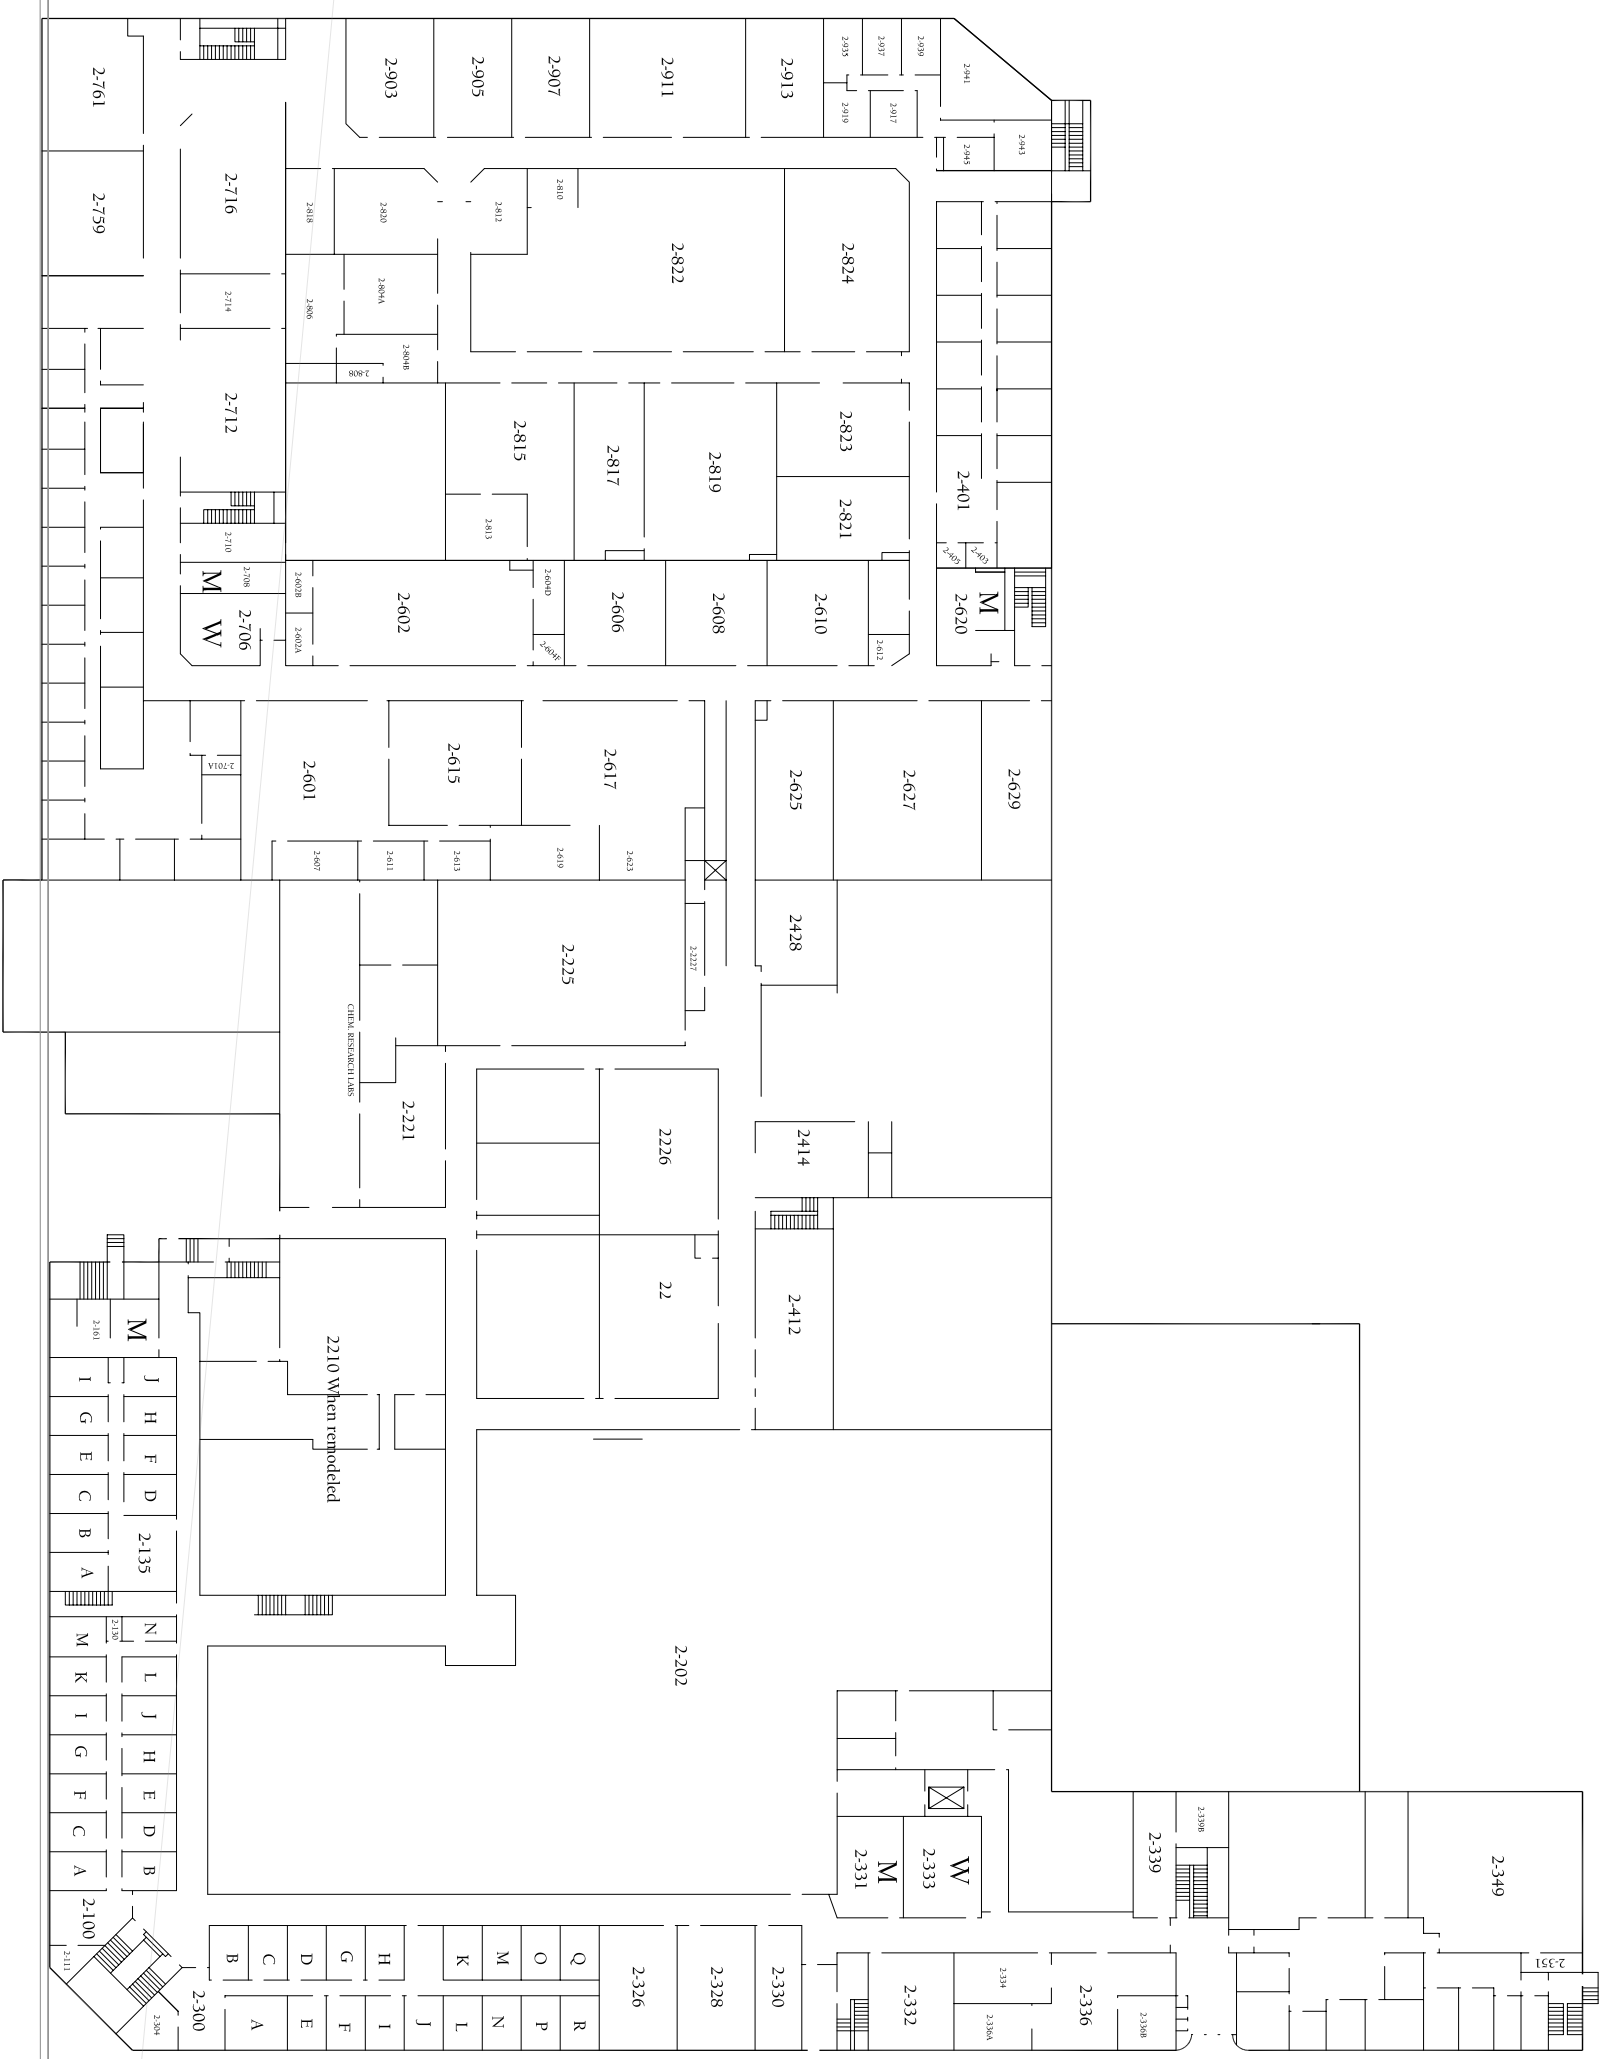 2-761
2-903
2-905
2-907
2-911
2-913
2-935
2-937
2-939
2-941
2-919
2-917
2-943
2-945
2-759
2-716
2-818
2-820
2-812
2-810
2-822
2-824
2-714
2-806
2-804A
2-804B
2-808
2-712
2-815
2-817
2-819
2-823
2-821
2-813
2-401
2-405
2-403
2-710
2-708
M
2-706
W
2-602B
2-602A
2-602
2-604D
2-604F
2-606
2-608
2-610
2-612
2-620
M
2-701A
2-601
2-615
2-617
2-625
2-627
2-629
2-607
2-611
2-613
2-619
2-623
2428
2-225
2-2227
CHEM. RESEARCH LABS
2-221
2226
2414
22
2-412
2-161
M
2210 When remodeled
I
J
G
H
E
F
C
D
B
2-135
A
2-130
N
M
K
L
I
J
G
H
F
E
C
D
A
B
2-202
2-331
M
2-333
W
2-339
2-339B
2-349
2-100
2-111
2-304
2-300
B
C
D
G
H
K
M
O
Q
A
E
F
I
J
L
N
P
R
2-326
2-328
2-330
2-332
2-334
2-336A
2-336
2-336B
2-351